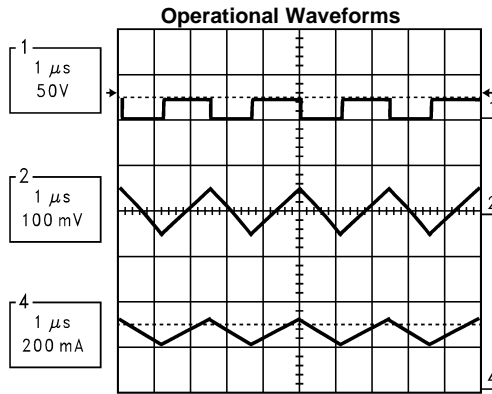 Operational Waveforms
1
1 μs
50V
1
2
1 μs
100 mV
2
4
1 μs
200 mA
4